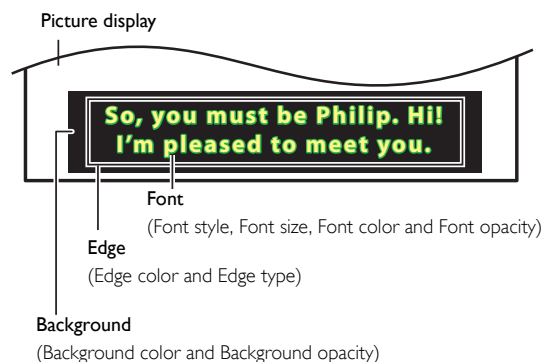 Picture display
So, you must be Philip. Hi!
I’m pleased to meet you.
Font
(Font style, Font size, Font color and Font opacity)
Edge
(Edge color and Edge type)
Background
(Background color and Background opacity)